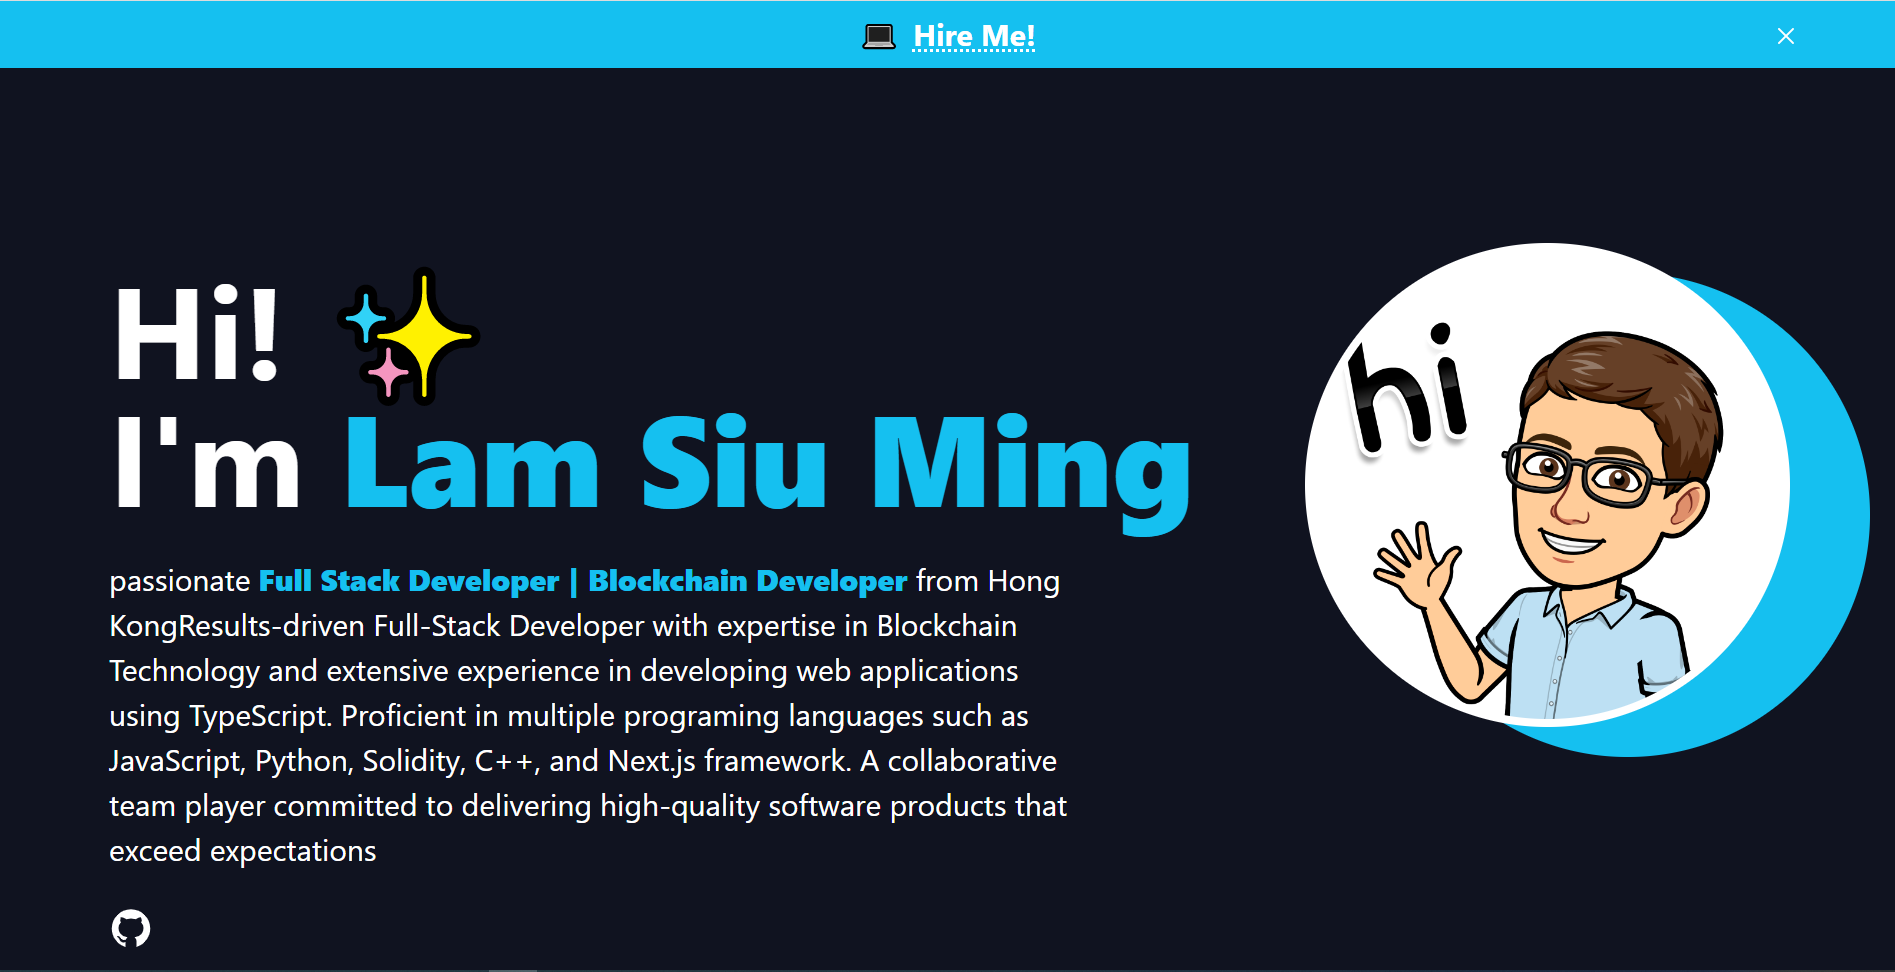 💻 Hire Me!
Hi! ✨
I'm Lam Siu Ming
hi
passionate Full Stack Developer | Blockchain Developer from Hong
KongResults-driven Full-Stack Developer with expertise in Blockchain
Technology and extensive experience in developing web applications
using TypeScript. Proficient in multiple programing languages such as
JavaScript, Python, Solidity, C++, and Next.js framework. A collaborative
team player committed to delivering high-quality software products that
exceed expectations